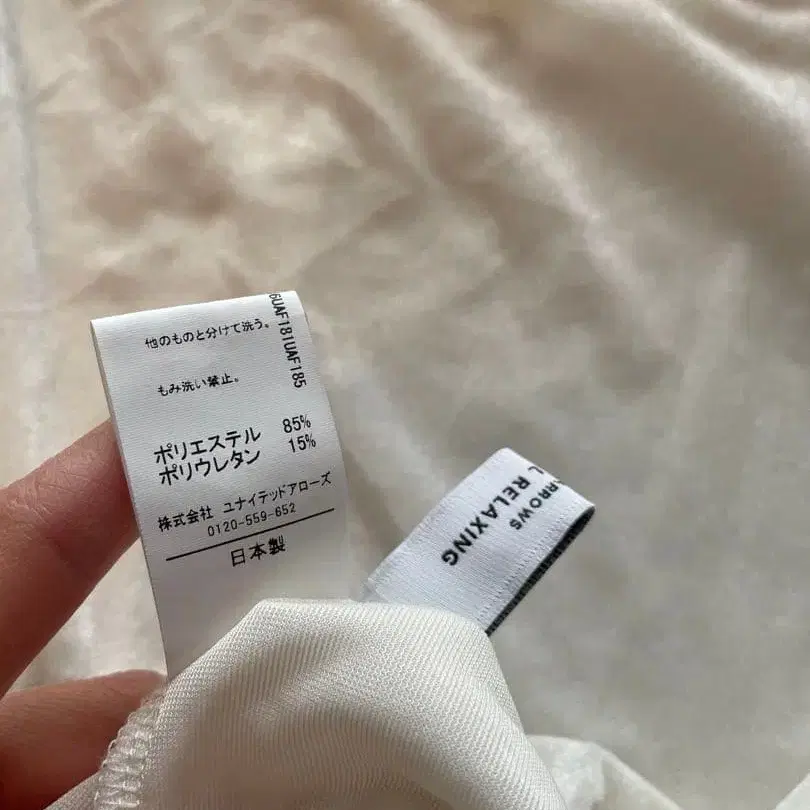 他のものと分けて洗う。
もみ洗い禁止。
ポリエステル 85%
ポリウレタン 15%
株式会社 ユナイテッドアローズ
0120-559-652
日本製
6UAF181UAF185
RELAXING